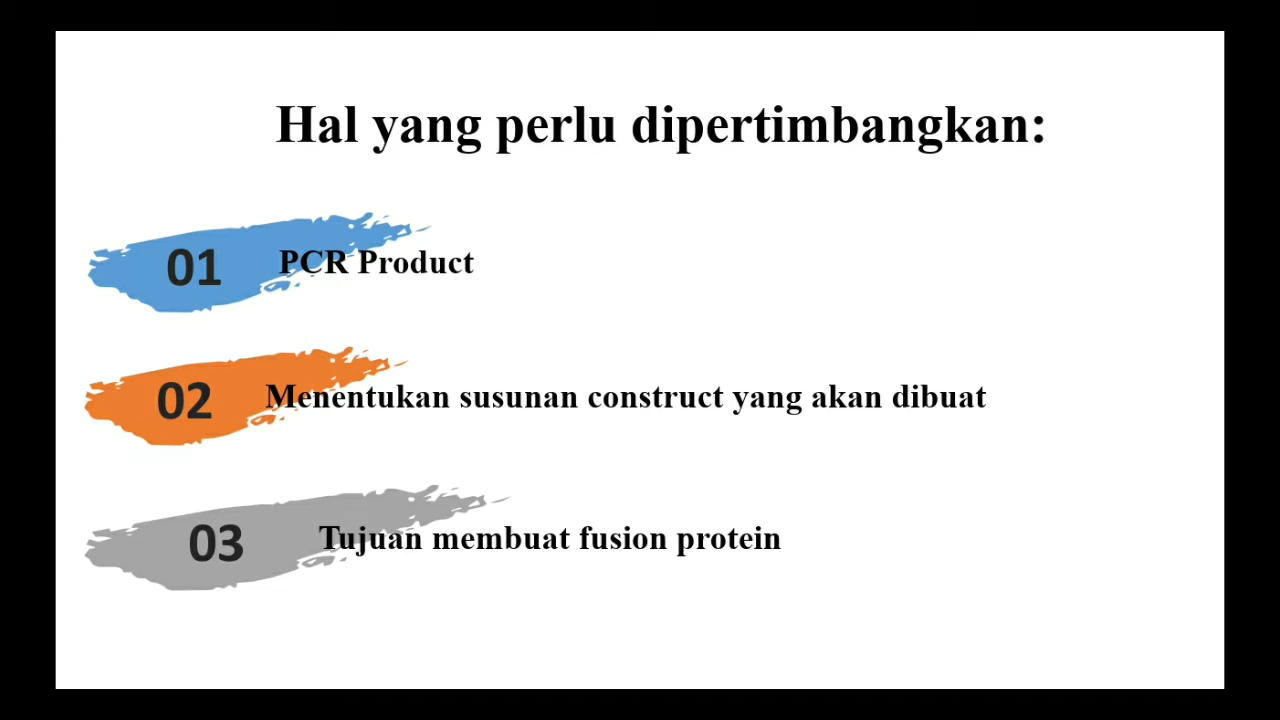 Hal yang perlu dipertimbangkan:
01 PCR Product
02 Menentukan susunan construct yang akan dibuat
03 Tujuan membuat fusion protein